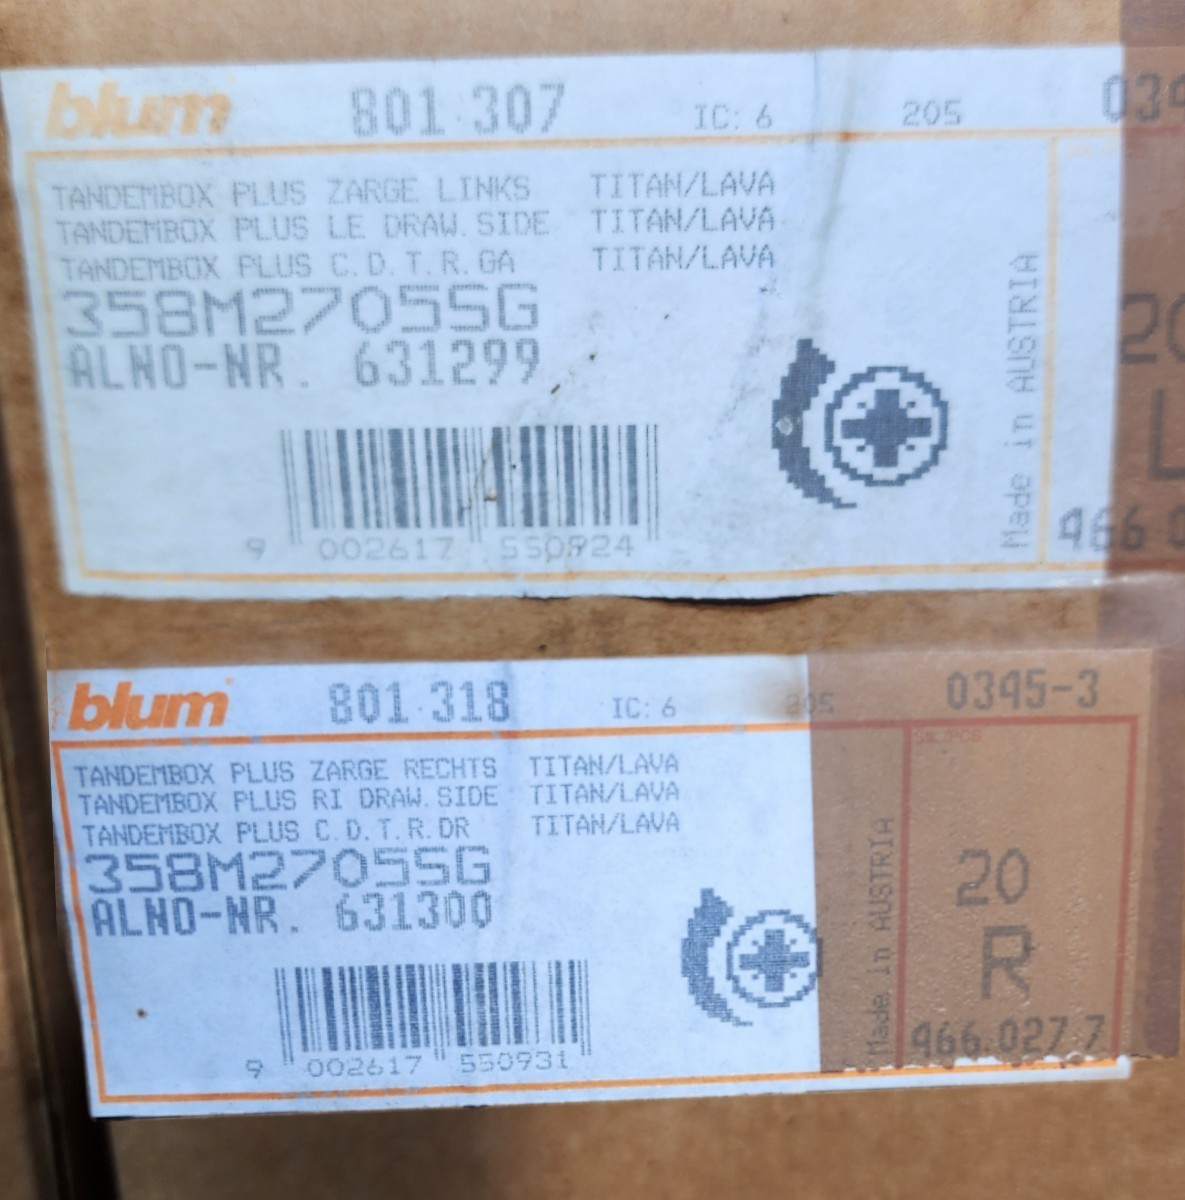 blum 801.307 IC: 6 205
TANDEMBOX PLUS ZARGE LINKS TITAN/LAVA
TANDEMBOX PLUS LE DRAW.SIDE TITAN/LAVA
TANDEMBOX PLUS C.D.T.R.GA TITAN/LAVA
358M2705SG
ALNO-NR. 631299
20
L
Made in AUSTRIA
9 002617 550924
466.0
blum 801.318 IC: 6 205 0345-3
TANDEMBOX PLUS ZARGE RECHTS TITAN/LAVA
TANDEMBOX PLUS RI DRAW.SIDE TITAN/LAVA
TANDEMBOX PLUS C.D.T.R.DR TITAN/LAVA
358M2705SG
ALNO-NR. 631300
20
R
Made in AUSTRIA
9 002617 550931
466.027.7